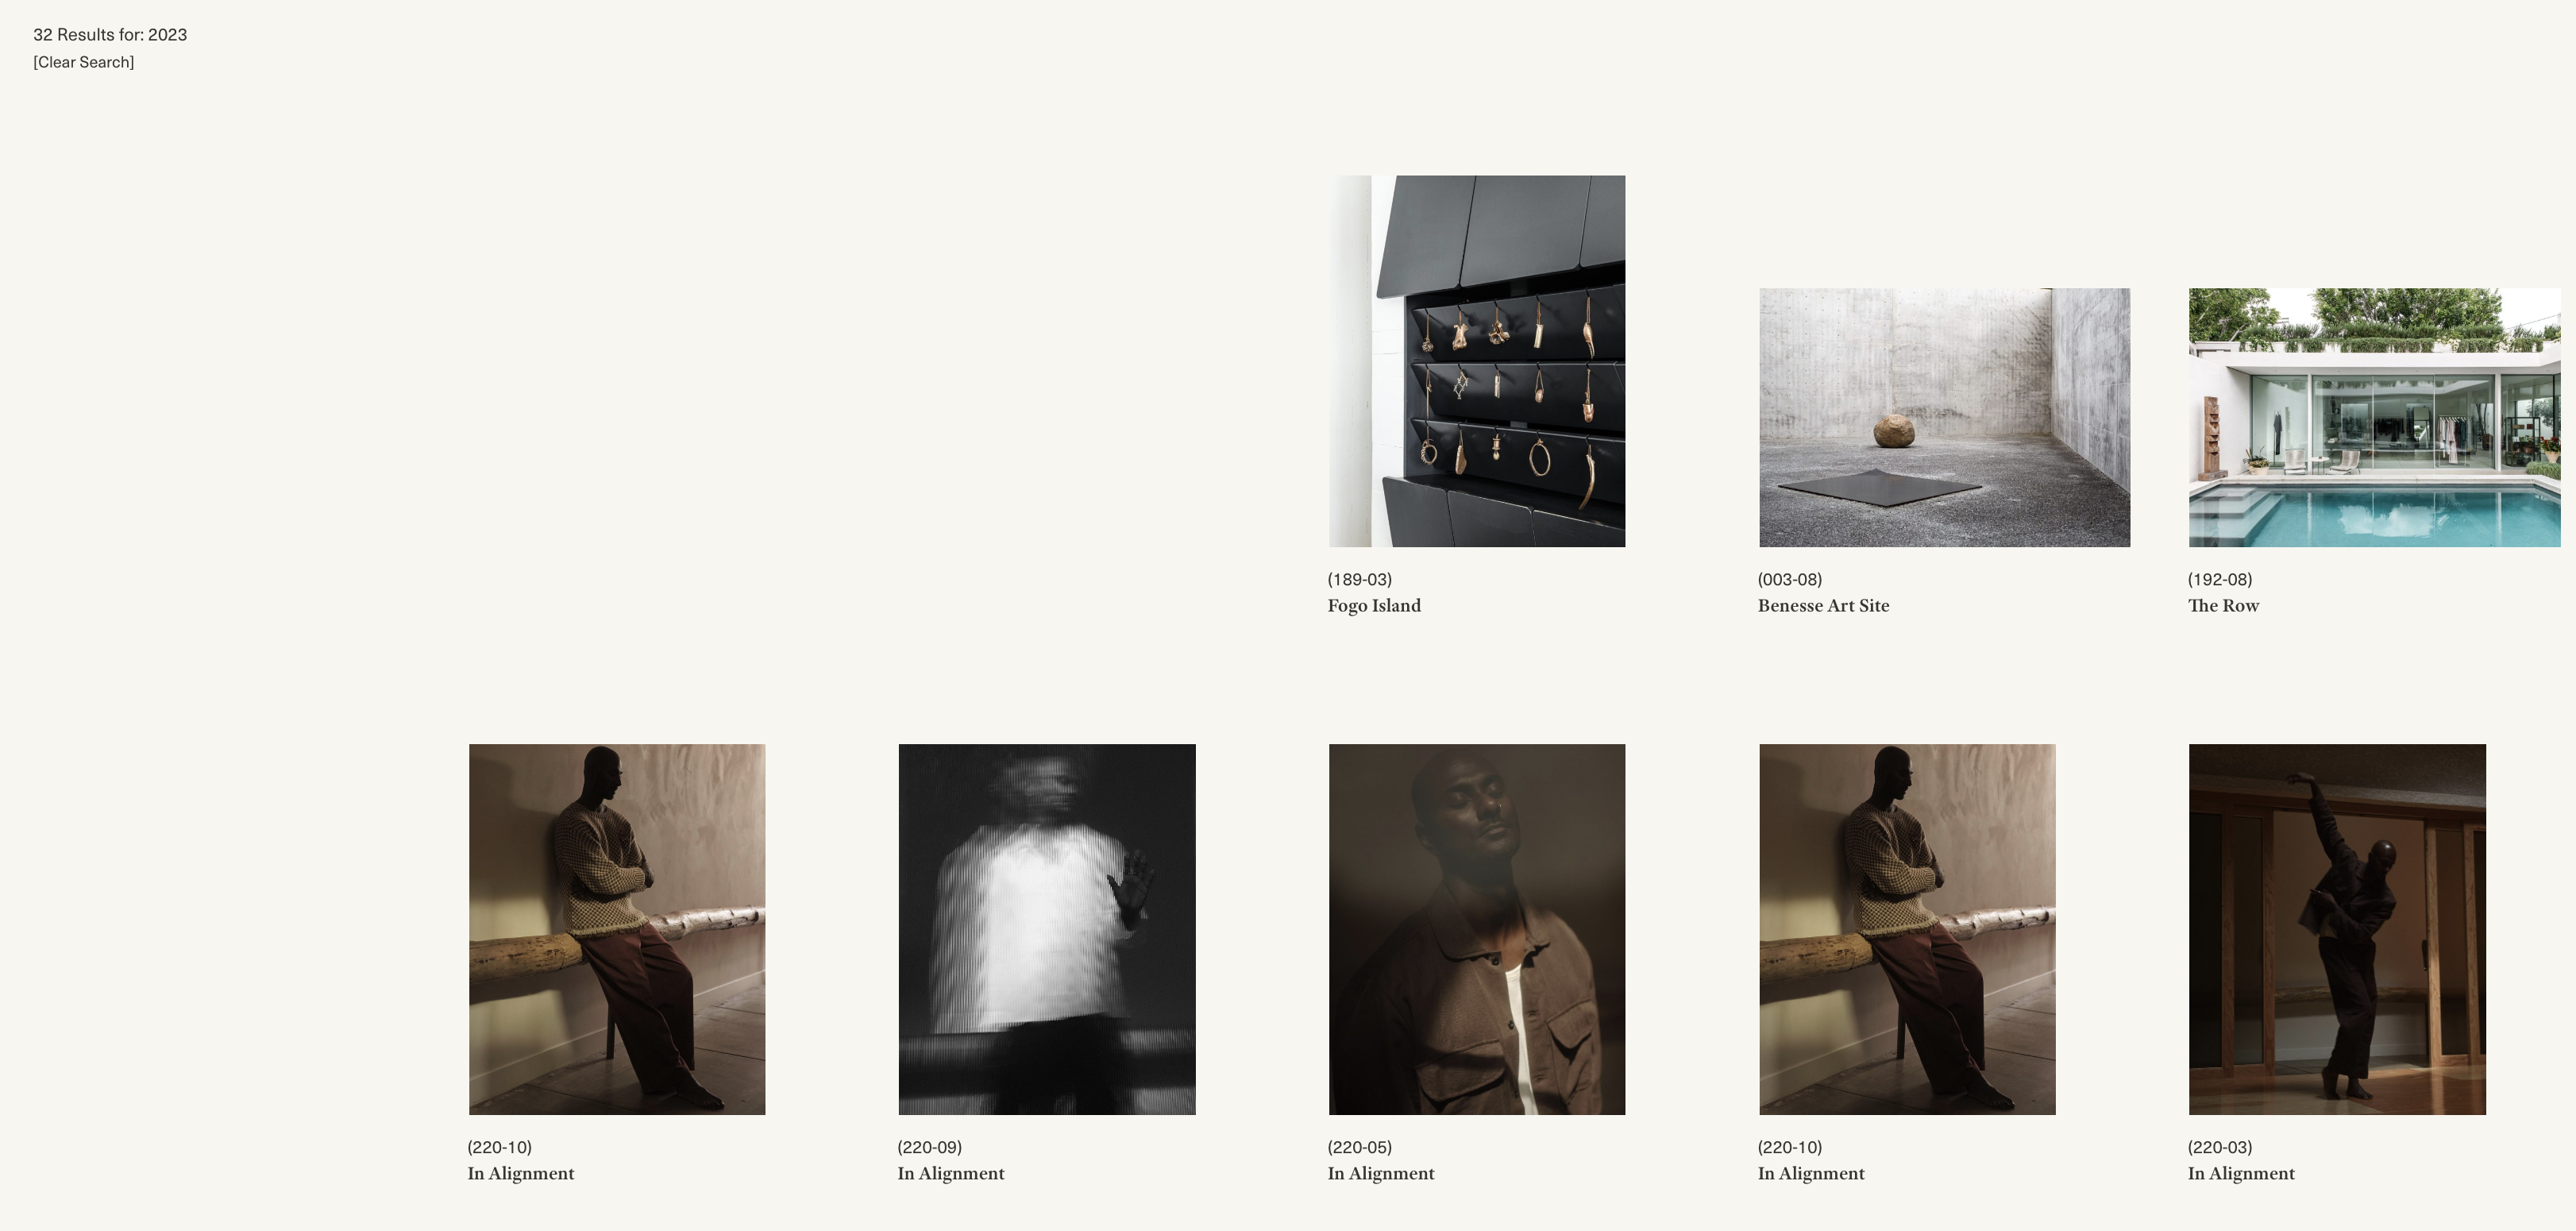 32 Results for: 2023
[Clear Search]
(189-03)
Fogo Island
(003-08)
Benesse Art Site
(192-08)
The Row
(220-10)
In Alignment
(220-09)
In Alignment
(220-05)
In Alignment
(220-10)
In Alignment
(220-03)
In Alignment